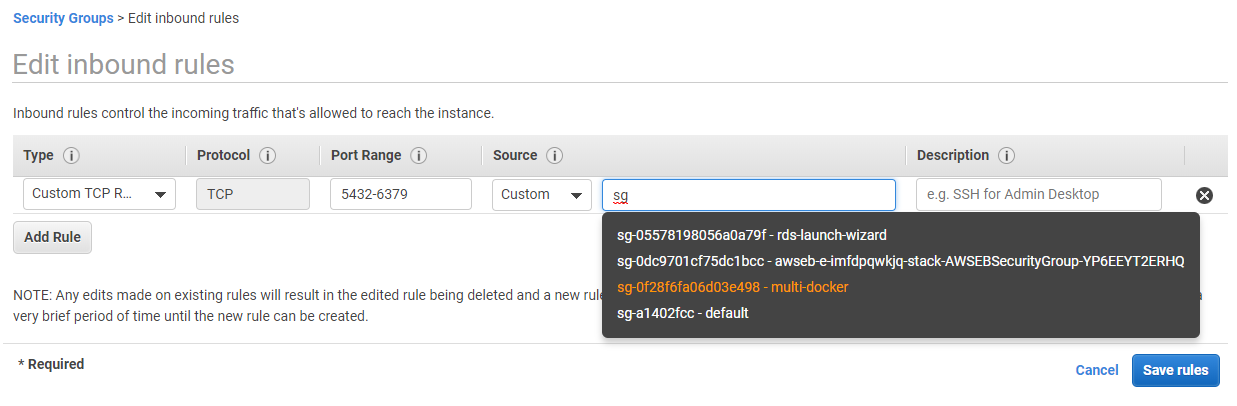 Security Groups > Edit inbound rules
Edit inbound rules
Inbound rules control the incoming traffic that's allowed to reach the instance.
Type i Protocol i Port Range i Source i Description i
Custom TCP R... TCP 5432-6379 Custom sg e.g. SSH for Admin Desktop
Add Rule
sg-05578198056a0a79f - rds-launch-wizard
sg-0dc9701cf75dc1bcc - awseb-e-imfdpqwkjq-stack-AWSEBSecurityGroup-YP6EEYT2ERHQ
sg-0f28f6fa06d03e498 - multi-docker
sg-a1402fcc - default
NOTE: Any edits made on existing rules will result in the edited rule being deleted and a new rule
very brief period of time until the new rule can be created.
* Required
Cancel Save rules